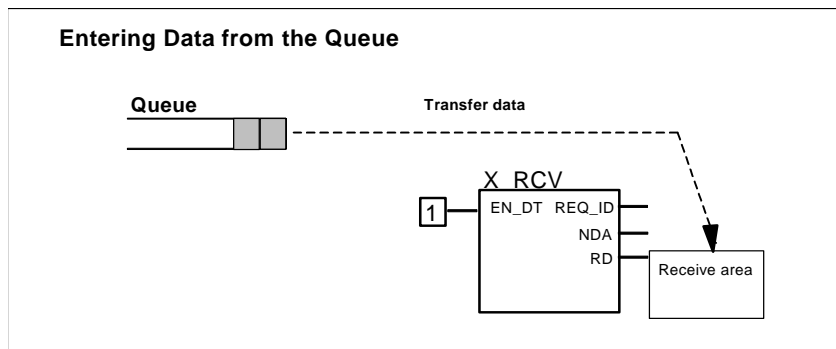 Entering Data from the Queue
Queue
Transfer data
X_RCV
1
EN_DT REQ_ID
NDA
RD
Receive area